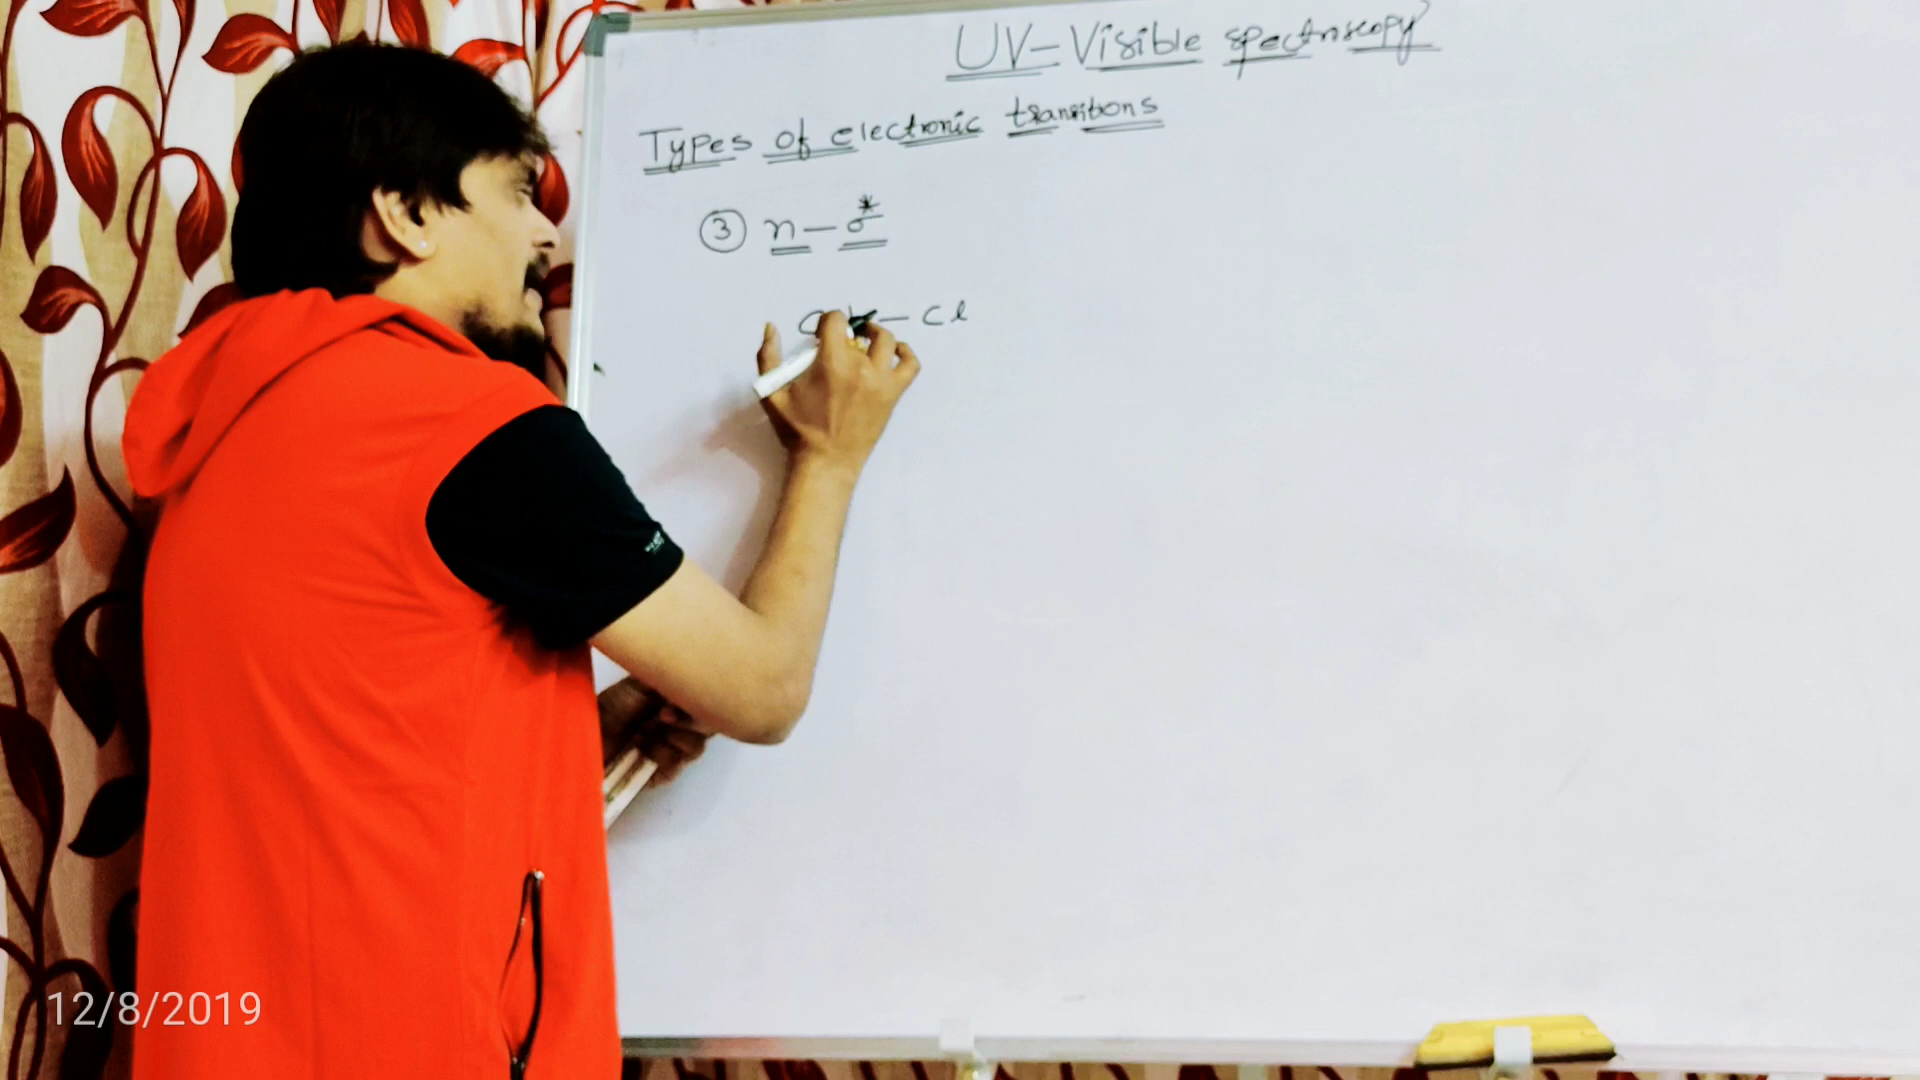 UV-Visible spectroscopy
Types of electronic transitions
③ n-σ*
- Cl
12/8/2019